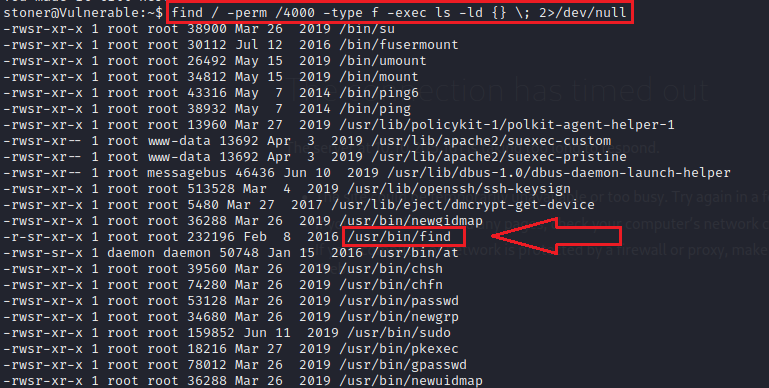 stoner@Vulnerable:~$ find / -perm /4000 -type f -exec ls -ld {} \; 2>/dev/null
-rwsr-xr-x 1 root root 38900 Mar 26  2019 /bin/su
-rwsr-xr-x 1 root root 30112 Jul 12  2016 /bin/fusermount
-rwsr-xr-x 1 root root 26492 May 15  2019 /bin/umount
-rwsr-xr-x 1 root root 34812 May 15  2019 /bin/mount
-rwsr-xr-x 1 root root 43316 May  7  2014 /bin/ping6
-rwsr-xr-x 1 root root 38932 May  7  2014 /bin/ping
-rwsr-xr-x 1 root root 13960 Mar 27  2019 /usr/lib/policykit-1/polkit-agent-helper-1
-rwsr-xr-- 1 root www-data 13692 Apr  3  2019 /usr/lib/apache2/suexec-custom
-rwsr-xr-- 1 root www-data 13692 Apr  3  2019 /usr/lib/apache2/suexec-pristine
-rwsr-xr-- 1 root messagebus 46436 Jun 10  2019 /usr/lib/dbus-1.0/dbus-daemon-launch-helper
-rwsr-xr-x 1 root root 513528 Mar  4  2019 /usr/lib/openssh/ssh-keysign
-rwsr-xr-x 1 root root 5480 Mar 27  2017 /usr/lib/eject/dmcrypt-get-device
-rwsr-xr-x 1 root root 36288 Mar 26  2019 /usr/bin/newgidmap
-r-sr-xr-x 1 root root 232196 Feb  8  2016 /usr/bin/find
-rwsr-sr-x 1 daemon daemon 50748 Jan 15  2016 /usr/bin/at
-rwsr-xr-x 1 root root 39560 Mar 26  2019 /usr/bin/chsh
-rwsr-xr-x 1 root root 74280 Mar 26  2019 /usr/bin/chfn
-rwsr-xr-x 1 root root 53128 Mar 26  2019 /usr/bin/passwd
-rwsr-xr-x 1 root root 34680 Mar 26  2019 /usr/bin/newgrp
-rwsr-xr-x 1 root root 159852 Jun 11  2019 /usr/bin/sudo
-rwsr-xr-x 1 root root 18216 Mar 27  2019 /usr/bin/pkexec
-rwsr-xr-x 1 root root 78012 Mar 26  2019 /usr/bin/gpasswd
-rwsr-xr-x 1 root root 36288 Mar 26  2019 /usr/bin/newuidmap